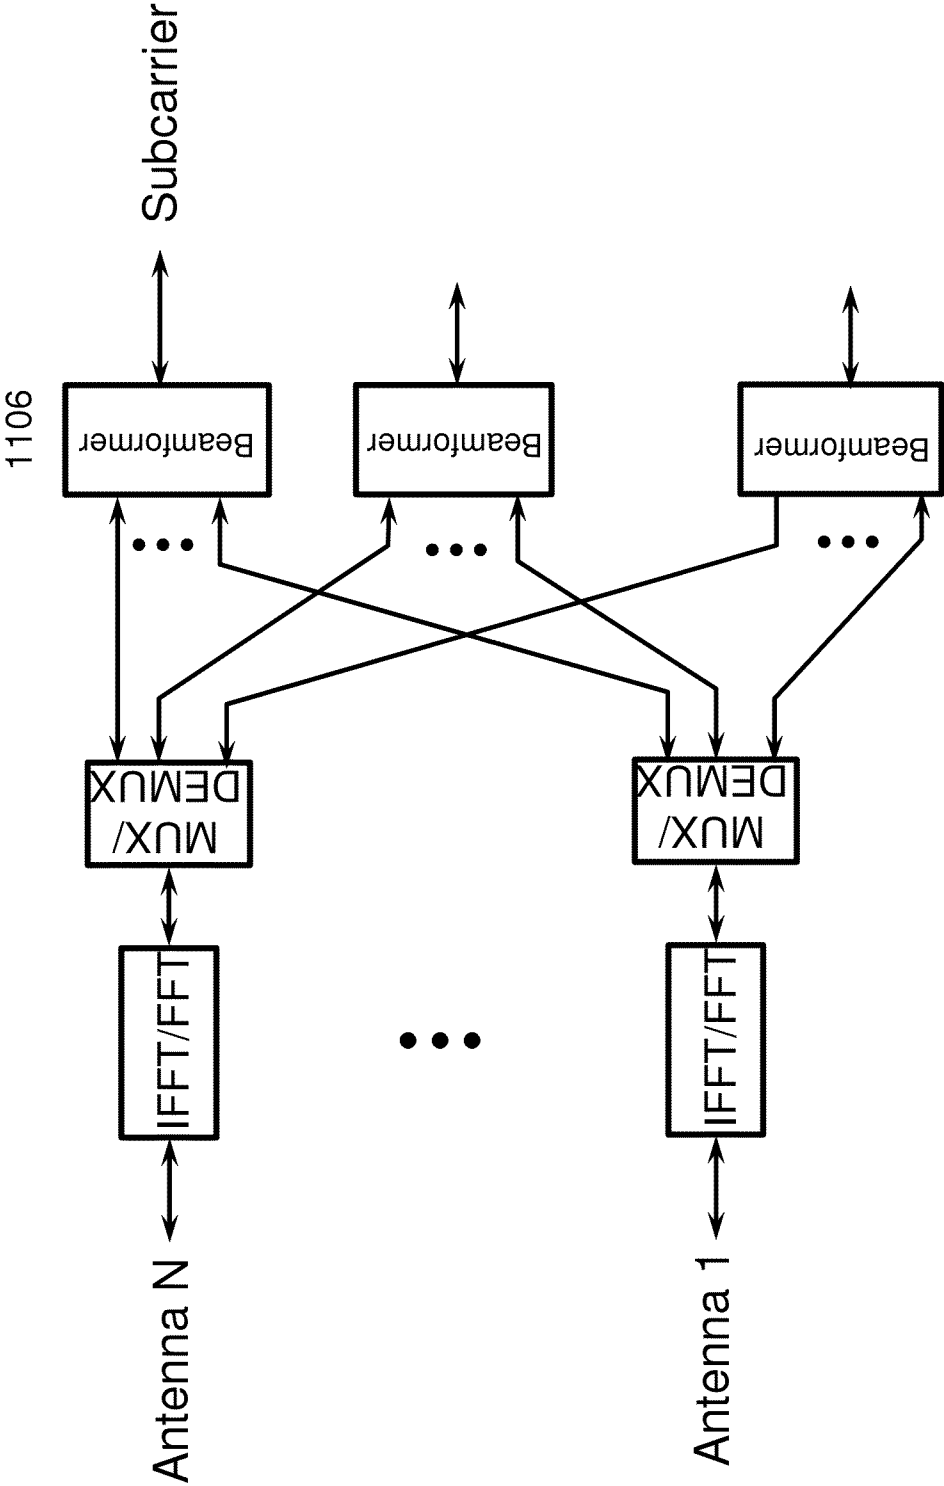 1106
Subcarrier
Beamformer
Beamformer
Beamformer
MUX/
DEMUX
MUX/
DEMUX
IFFT/FFT
IFFT/FFT
Antenna N
Antenna 1